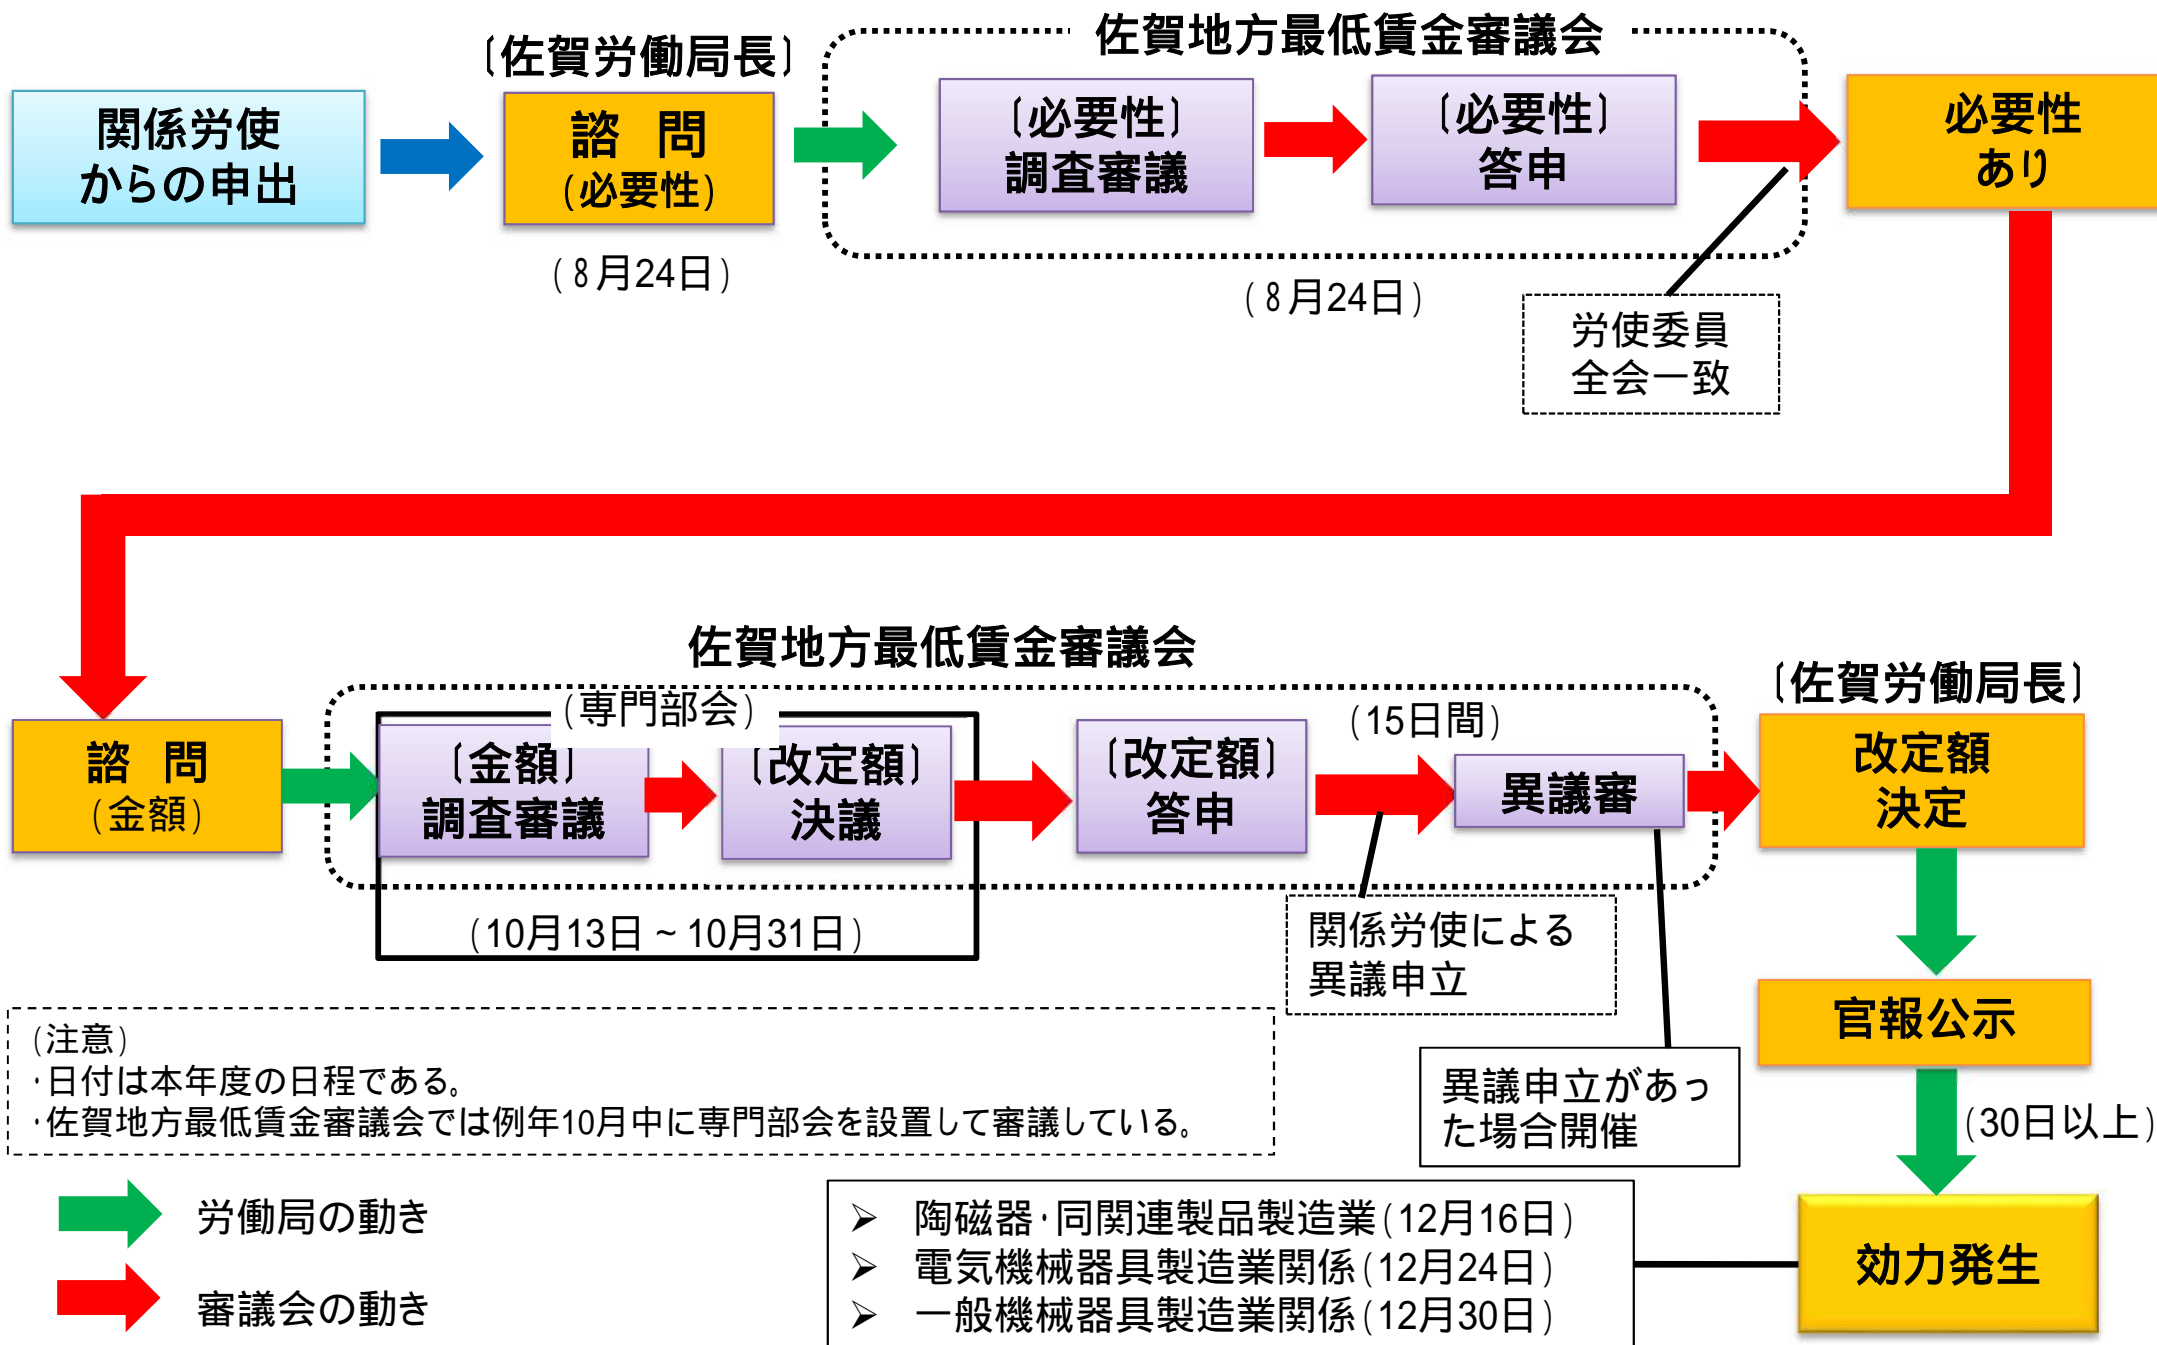 佐賀地方最低賃金審議会
〔佐賀労働局長〕
関係労使
からの申出
諮 問
(必要性)
〔必要性〕
調査審議
〔必要性〕
答申
必要性
あり
(8月24日)
(8月24日)
労使委員
全会一致
佐賀地方最低賃金審議会
〔佐賀労働局長〕
(専門部会)
(15日間)
諮 問
(金額)
〔金額〕
調査審議
〔改定額〕
決議
〔改定額〕
答申
異議審
改定額
決定
(10月13日~10月31日)
関係労使による
異議申立
官報公示
(注意)
・日付は本年度の日程である。
・佐賀地方最低賃金審議会では例年10月中に専門部会を設置して審議している。
異議申立があっ
た場合開催
(30日以上)
労働局の動き
審議会の動き
➢ 陶磁器・同関連製品製造業(12月16日)
➢ 電気機械器具製造業関係(12月24日)
➢ 一般機械器具製造業関係(12月30日)
効力発生